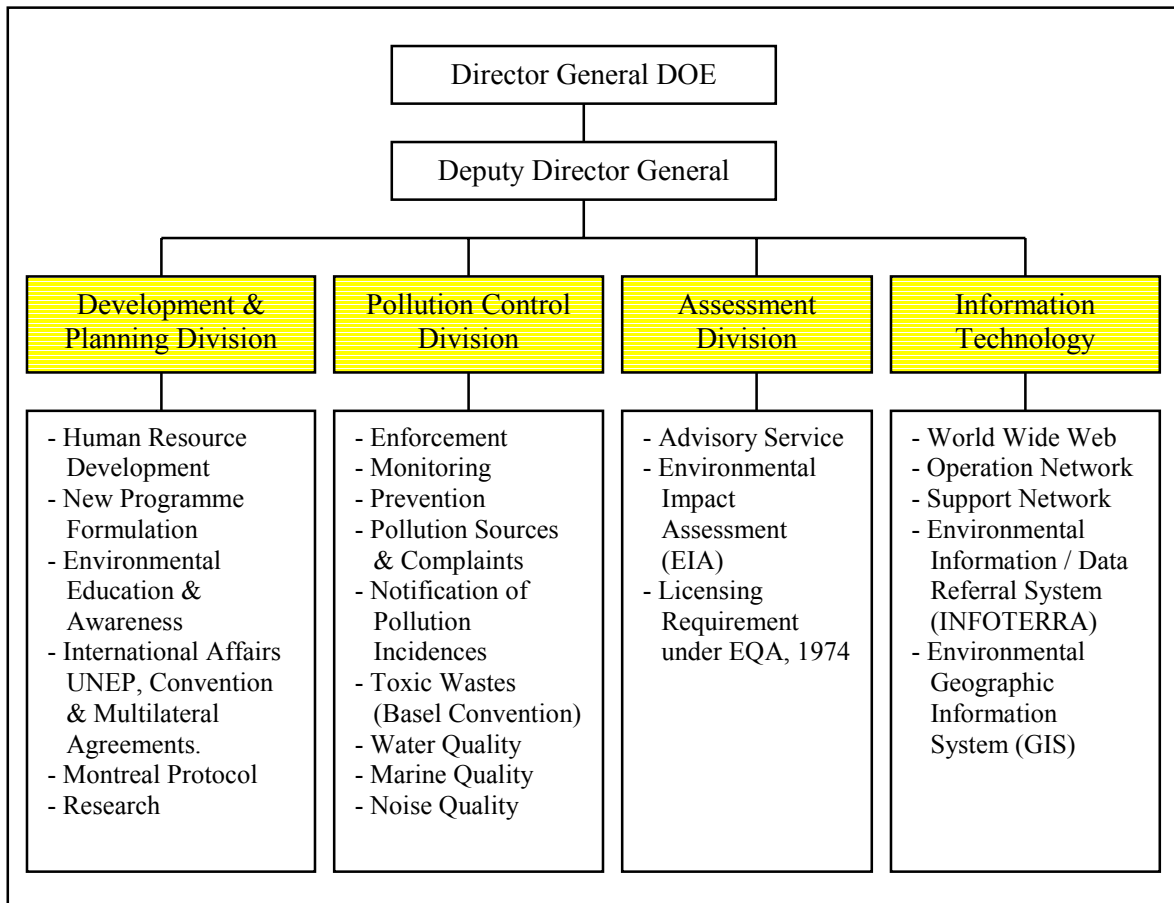 Director General DOE
Deputy Director General
Development &
Planning Division
Pollution Control
Division
Assessment
Division
Information
Technology
- Human Resource
Development
- New Programme
Formulation
- Environmental
Education &
Awareness
- International Affairs
UNEP, Convention
& Multilateral
Agreements.
- Montreal Protocol
- Research
- Enforcement
- Monitoring
- Prevention
- Pollution Sources
& Complaints
- Notification of
Pollution
Incidences
- Toxic Wastes
(Basel Convention)
- Water Quality
- Marine Quality
- Noise Quality
- Advisory Service
- Environmental
Impact
Assessment
(EIA)
- Licensing
Requirement
under EQA, 1974
- World Wide Web
- Operation Network
- Support Network
- Environmental
Information / Data
Referral System
(INFOTERRA)
- Environmental
Geographic
Information
System (GIS)